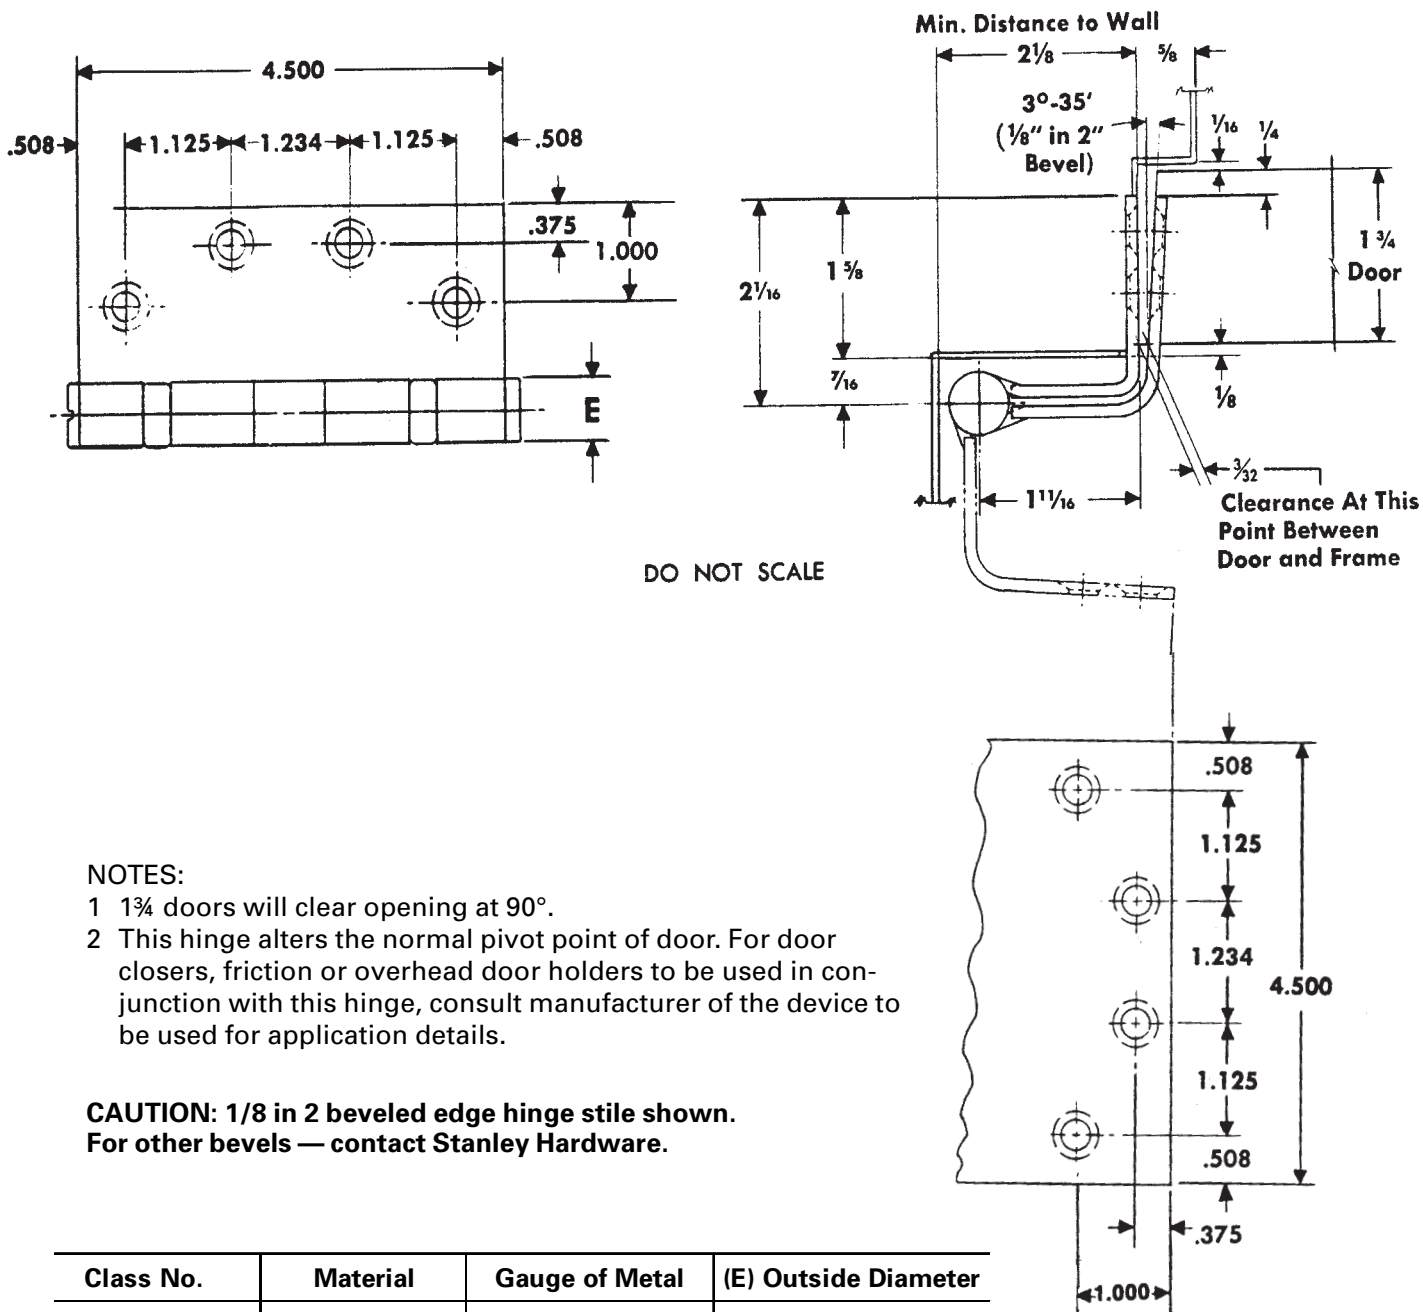 Min. Distance to Wall
4.500
2⅛
⅝
.508
1.125
1.234
1.125
.508
3°-35'
(⅛" in 2"
Bevel)
1/16
¼
.375
1.000
2 1/16
1 ⅝
1 ¾
Door
7/16
⅛
E
1 11/16
3/32
Clearance At This
Point Between
Door and Frame
DO NOT SCALE
.508
1.125
1.234
4.500
1.125
.508
.375
1.000
NOTES:
1 1¾ doors will clear opening at 90°.
2 This hinge alters the normal pivot point of door. For door
closers, friction or overhead door holders to be used in con-
junction with this hinge, consult manufacturer of the device to
be used for application details.
CAUTION: 1/8 in 2 beveled edge hinge stile shown.
For other bevels — contact Stanley Hardware.
Class No. Material Gauge of Metal (E) Outside Diameter